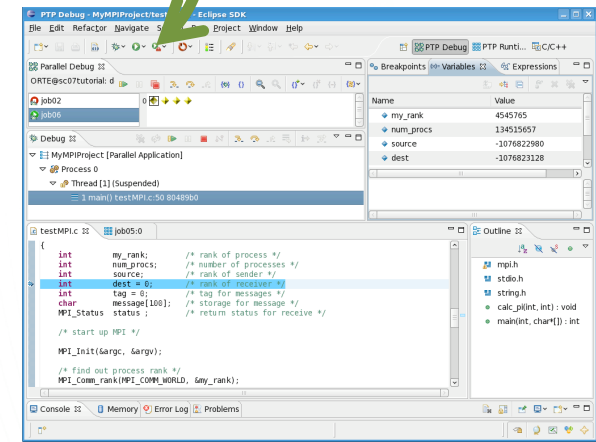 PTP Debug - MyMPIProject/test Eclipse SDK
File Edit Refactor Navigate Project Window Help
PTP Debug PTP Runti... C/C++
Parallel Debug
ORTE@sc07tutorial: d
job02
job06
0
Breakpoints Variables Expressions
Name Value
my_rank 4545765
num_procs 134515657
source -1076822980
dest -1076823128
Debug
MyMPIProject [Parallel Application]
Process 0
Thread [1] (Suspended)
1 main() testMPI.c:50 80489b0
testMPI.c job05:0
{
int my_rank; /* rank of process */
int num_procs; /* number of processes */
int source; /* rank of sender */
int dest = 0; /* rank of receiver */
int tag = 0; /* tag for messages */
char message[100]; /* storage for message */
MPI_Status status ; /* return status for receive */
/* start up MPI */
MPI_Init(&argc, &argv);
/* find out process rank */
MPI_Comm_rank(MPI_COMM_WORLD, &my_rank);
Outline
mpi.h
stdio.h
string.h
calc_pi(int, int) : void
main(int, char*[]) : int
Console Memory Error Log Problems